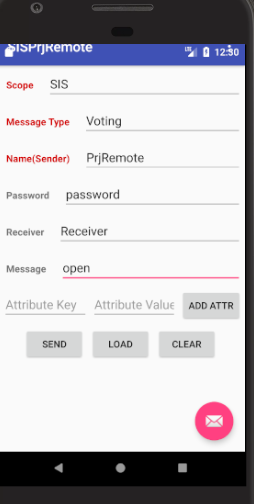 SISPrjRemote
12:30
Scope SIS
Message Type Voting
Name(Sender) PrjRemote
Password password
Receiver Receiver
Message open
Attribute Key Attribute Value ADD ATTR
SEND LOAD CLEAR